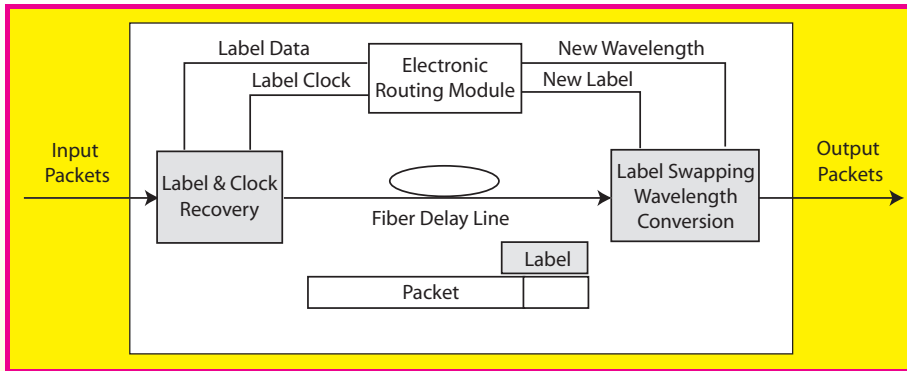 Label Data
Label Clock
Electronic
Routing Module
New Wavelength
New Label
Input
Packets
Label & Clock
Recovery
Fiber Delay Line
Label Swapping
Wavelength
Conversion
Output
Packets
Label
Packet